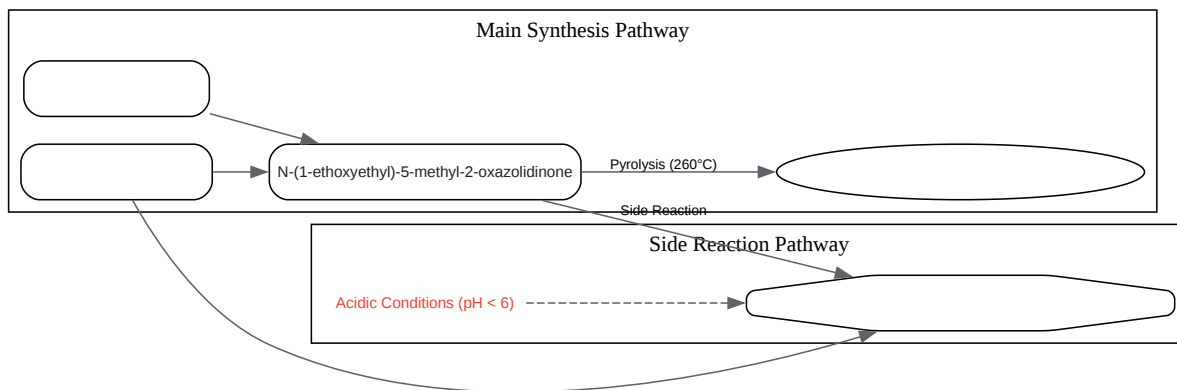 Main Synthesis Pathway
N-(1-ethoxyethyl)-5-methyl-2-oxazolidinone
Pyrolysis (260°C)
Side Reaction
Side Reaction Pathway
Acidic Conditions (pH < 6)